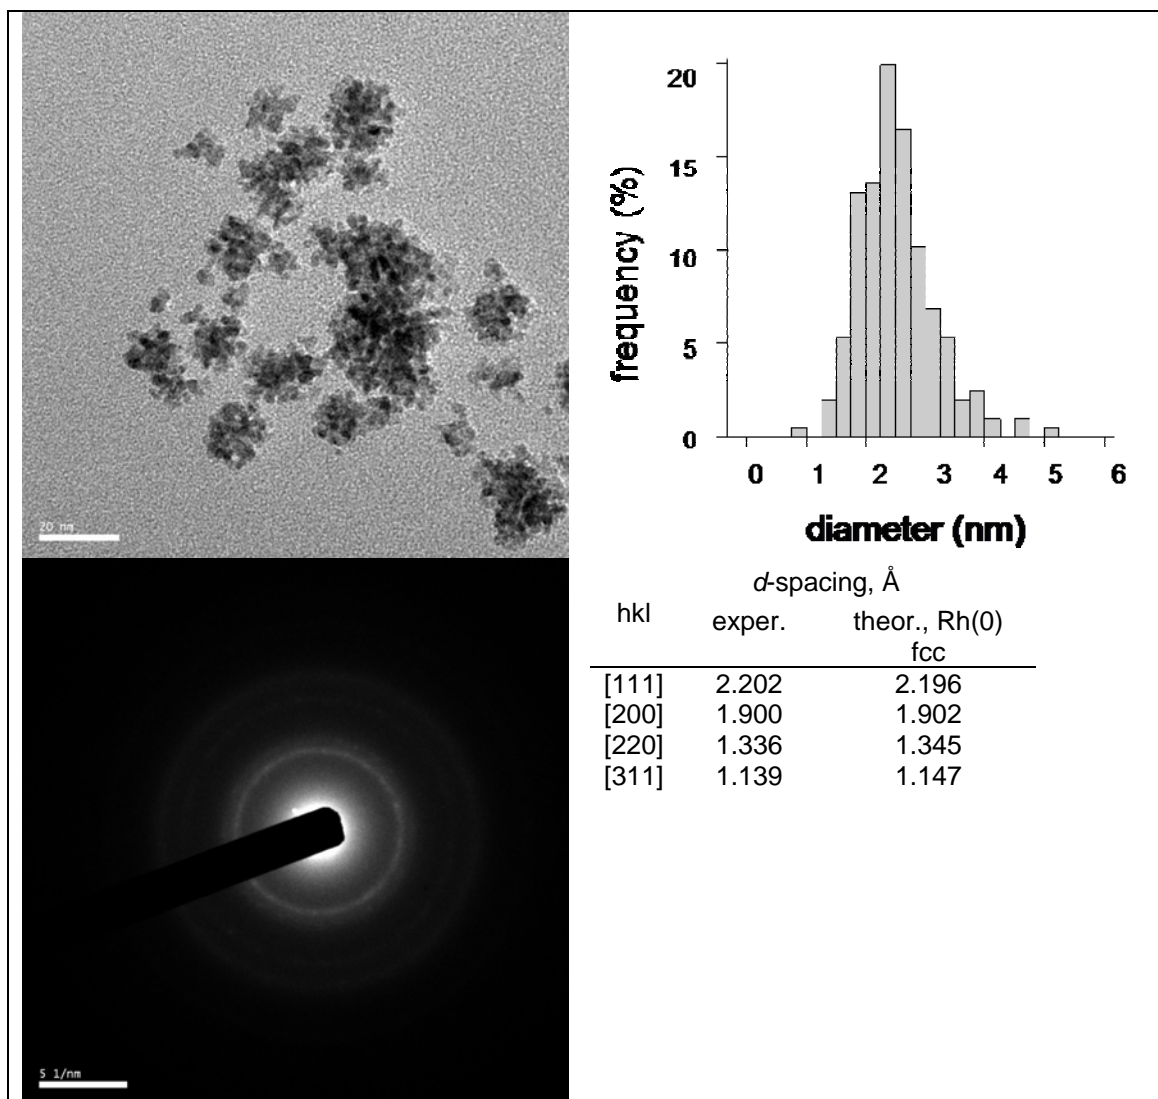 20 nm
20
15
10
5
0
frequency (%)
0 1 2 3 4 5 6
diameter (nm)
d-spacing, Å
hkl exper. theor., Rh(0)
fcc
[111] 2.202 2.196
[200] 1.900 1.902
[220] 1.336 1.345
[311] 1.139 1.147
5 1/nm